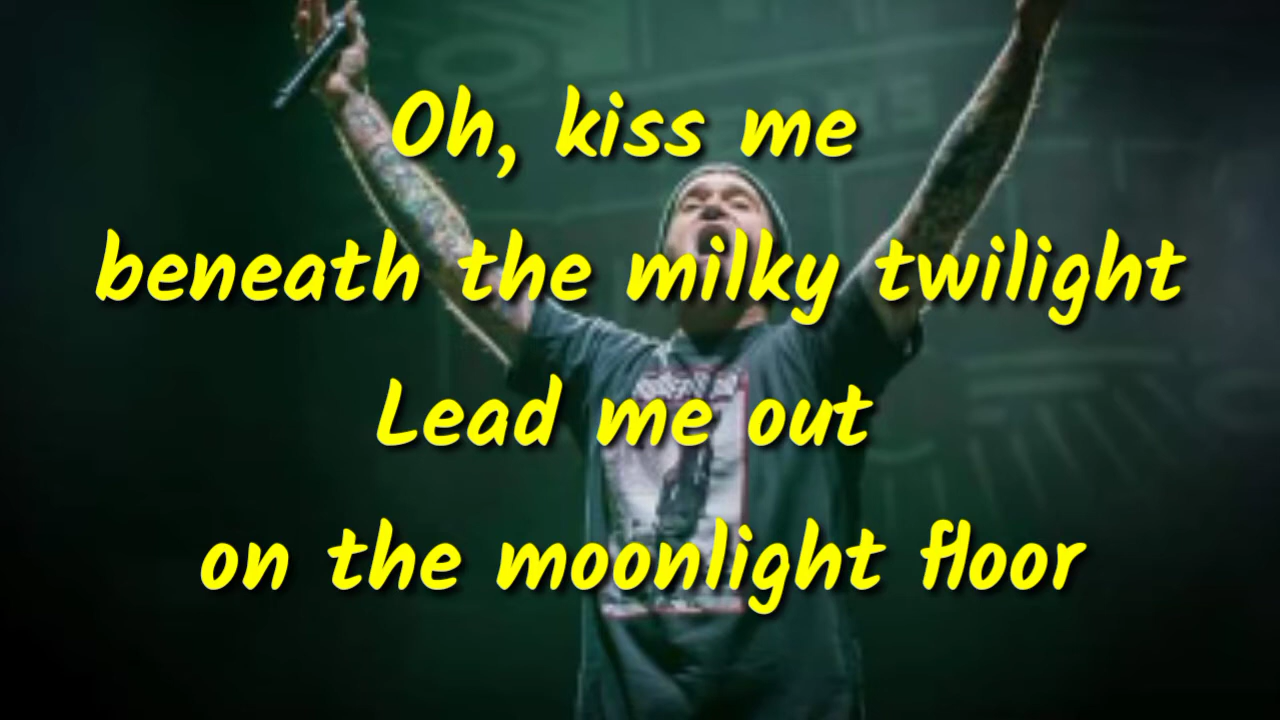 Oh, kiss me
beneath the milky twilight
Lead me out
on the moonlight floor